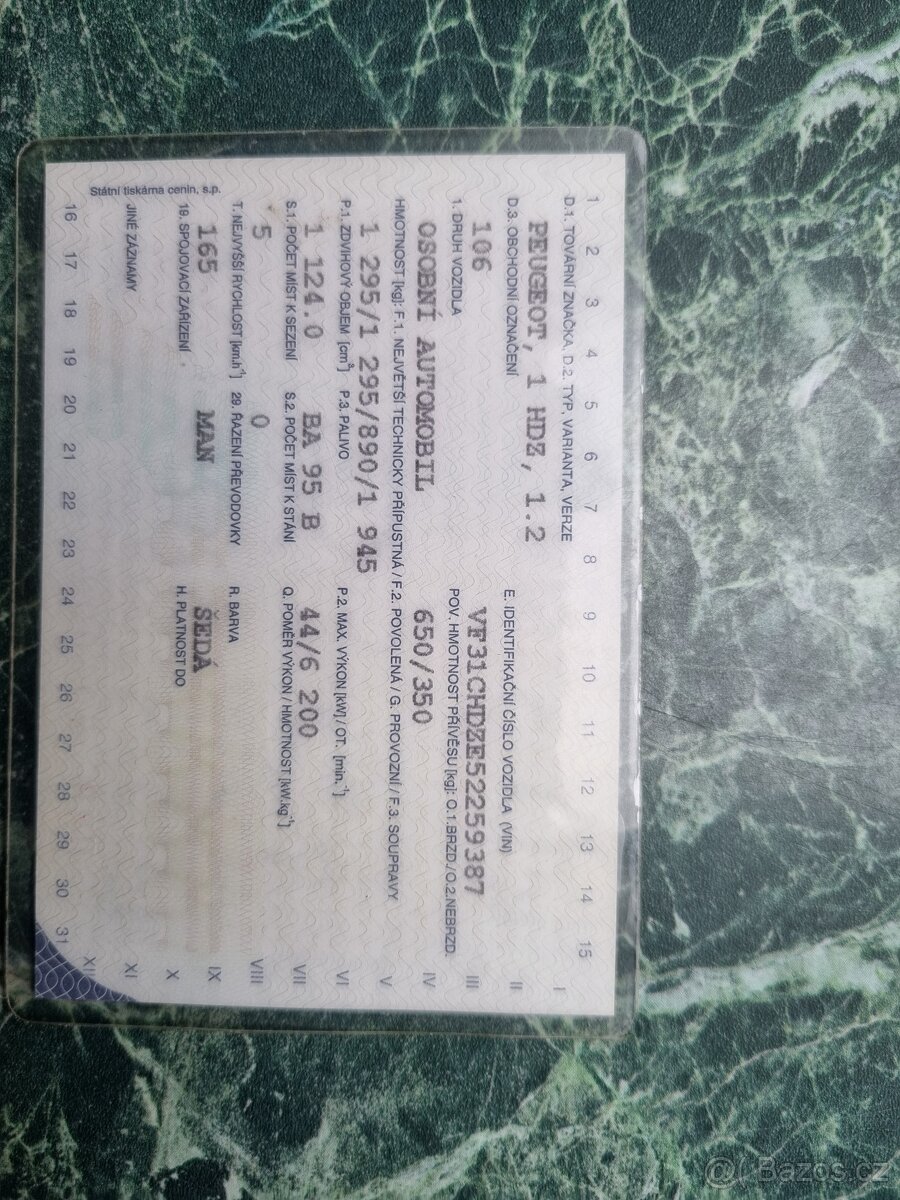 1 2 3 4 5 6 7 8 9 10 11 12 13 14 15
D.1. TOVÁRNÍ ZNAČKA, D.2. TYP, VARIANTA, VERZE
I
PEUGEOT, 1 HDZ, 1.2
D.3. OBCHODNÍ OZNAČENÍ
E. IDENTIFIKAČNÍ ČÍSLO VOZIDLA (VIN)
II
106
VF31CHDZE52259387
III
1. DRUH VOZIDLA
POV. HMOTNOST PŘÍVĚSU [kg]: O.1.BRZD./O.2.NEBRZD.
OSOBNÍ AUTOMOBIL
650/350
IV
HMOTNOST [kg]: F.1. NEJVĚTŠÍ TECHNICKY PŘÍPUSTNÁ / F.2. POVOLENÁ / G. PROVOZNÍ / F.3. SOUPRAVY
V
1 295/1 295/890/1 945
P.1. ZDVIHOVÝ OBJEM [cm³]
P.3. PALIVO
P.2. MAX. VÝKON [kW] / OT. [min.⁻¹]
VI
1 124.0
BA 95 B
44/6 200
VII
S.1. POČET MÍST K SEZENÍ
S.2. POČET MÍST K STÁNÍ
Q. POMĚR VÝKON / HMOTNOST [kW.kg⁻¹]
5
0
VIII
T. NEJVYŠŠÍ RYCHLOST [km.h⁻¹]
29. ŘAZENÍ PŘEVODOVKY
R. BARVA
165
MAN
ŠEDÁ
IX
19. SPOJOVACÍ ZAŘÍZENÍ
H. PLATNOST DO
X
JINÉ ZÁZNAMY
XI
Státní tiskárna cenin, s.p.
XII
16 17 18 19 20 21 22 23 24 25 26 27 28 29 30 31
@ Bazos.cz